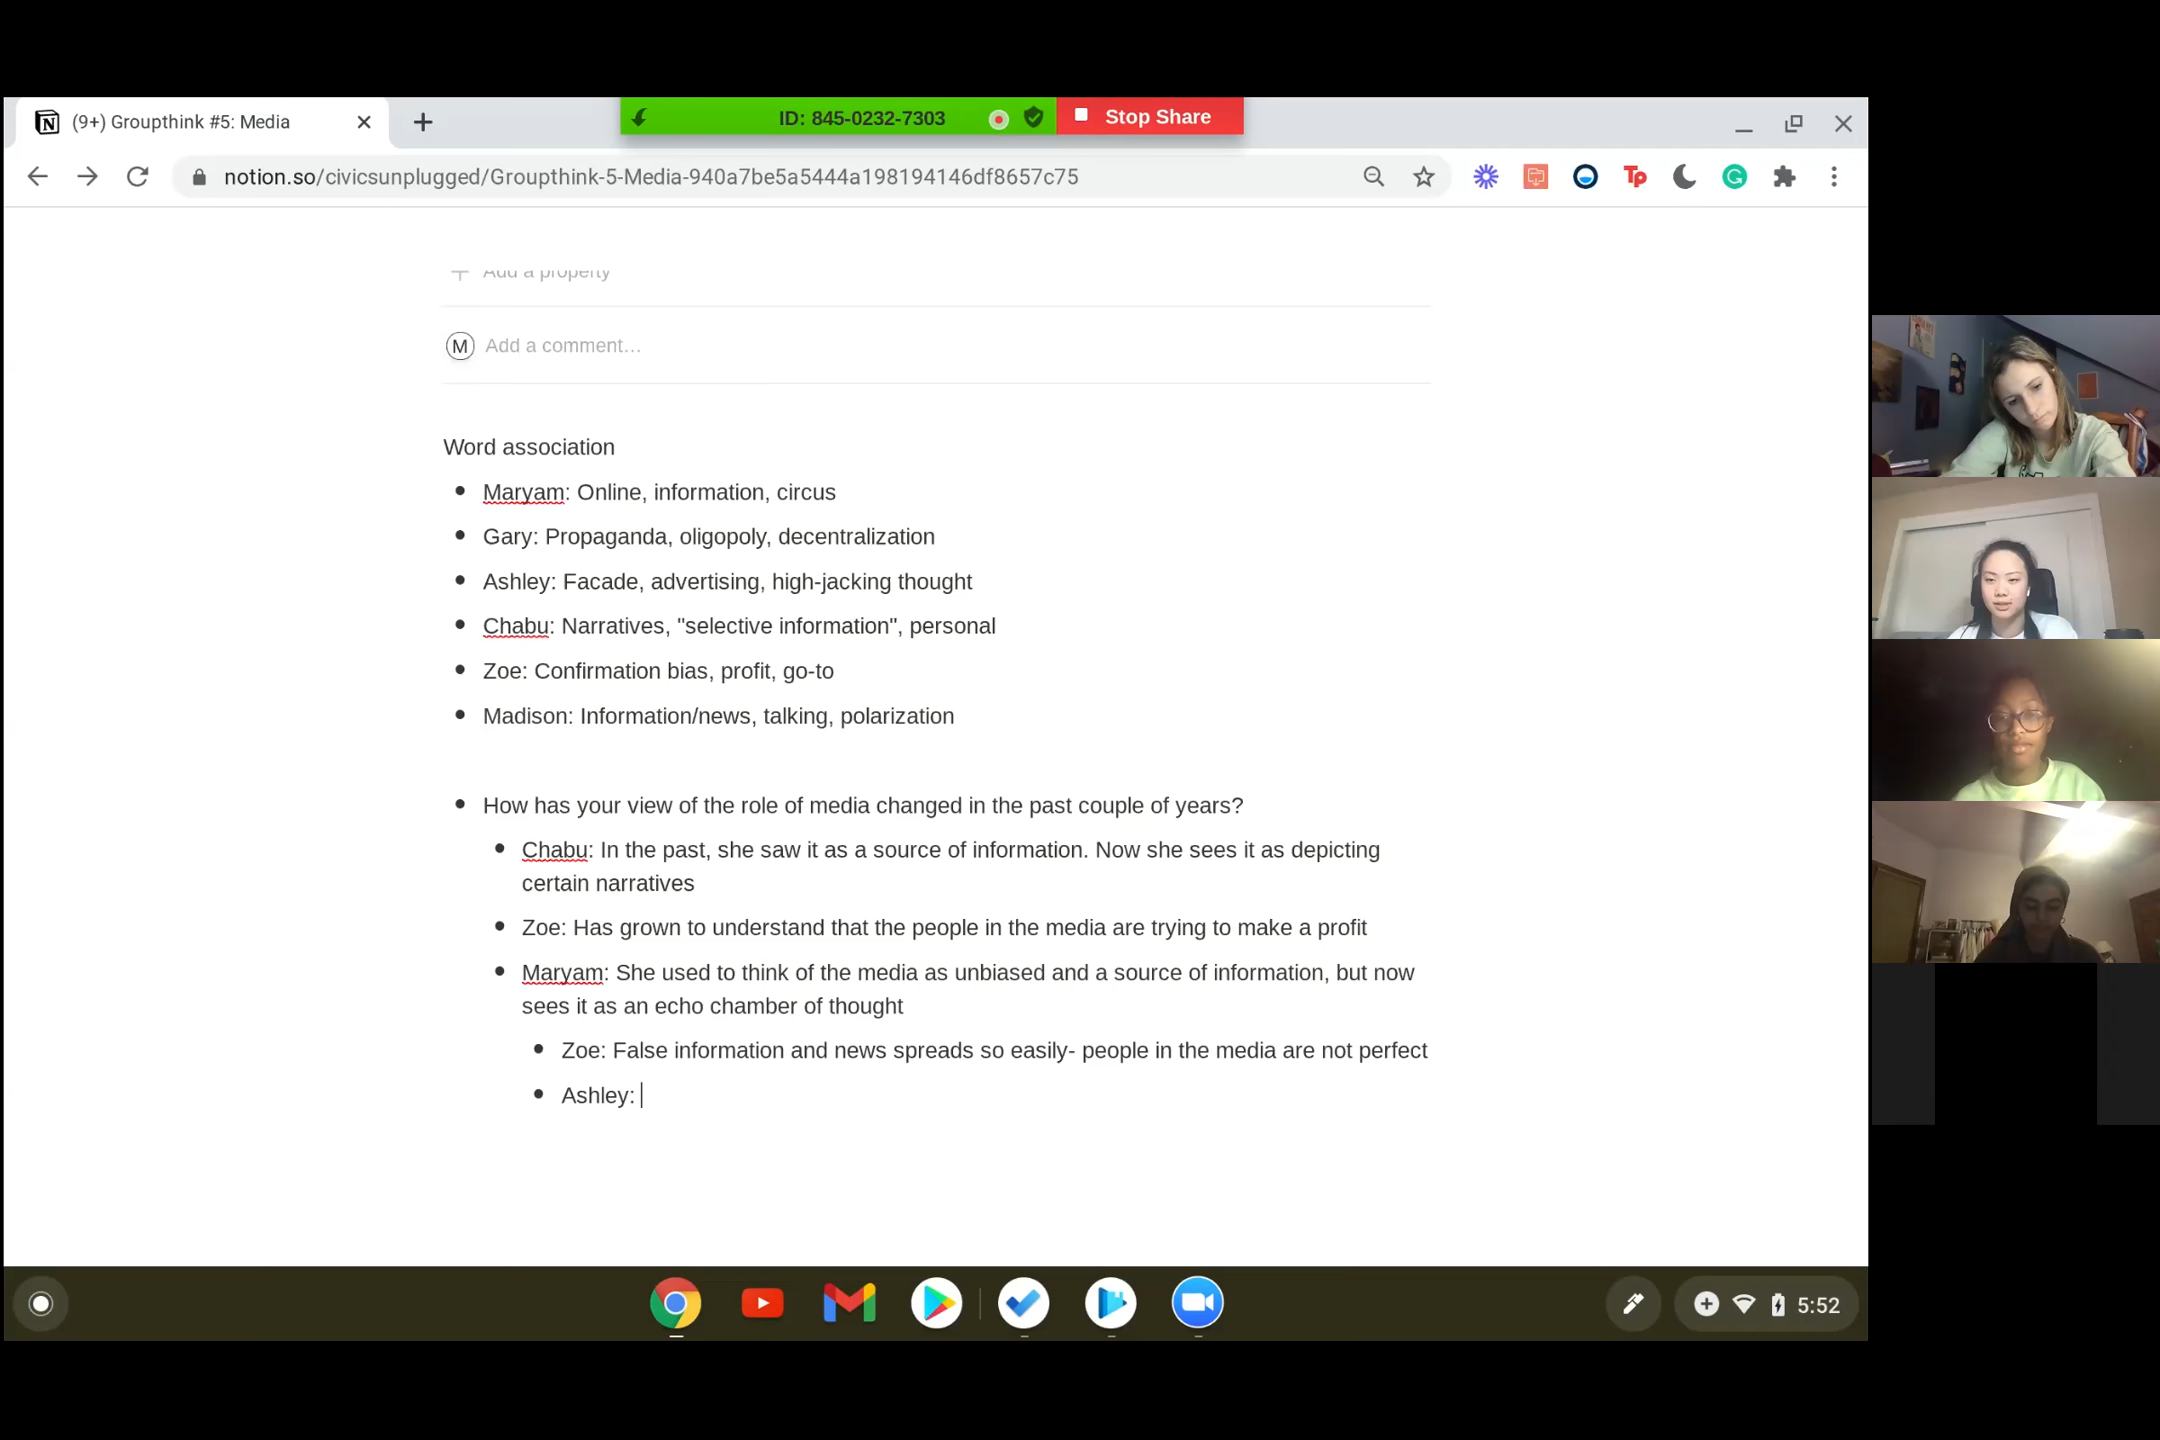 (9+) Groupthink #5: Media
ID: 845-0232-7303
Stop Share
notion.so/civicsunplugged/Groupthink-5-Media-940a7be5a5444a198194146df8657c75
Add a property
M Add a comment...
Word association
Maryam: Online, information, circus
Gary: Propaganda, oligopoly, decentralization
Ashley: Facade, advertising, high-jacking thought
Chabu: Narratives, "selective information", personal
Zoe: Confirmation bias, profit, go-to
Madison: Information/news, talking, polarization
How has your view of the role of media changed in the past couple of years?
Chabu: In the past, she saw it as a source of information. Now she sees it as depicting
certain narratives
Zoe: Has grown to understand that the people in the media are trying to make a profit
Maryam: She used to think of the media as unbiased and a source of information, but now
sees it as an echo chamber of thought
Zoe: False information and news spreads so easily- people in the media are not perfect
Ashley:
5:52